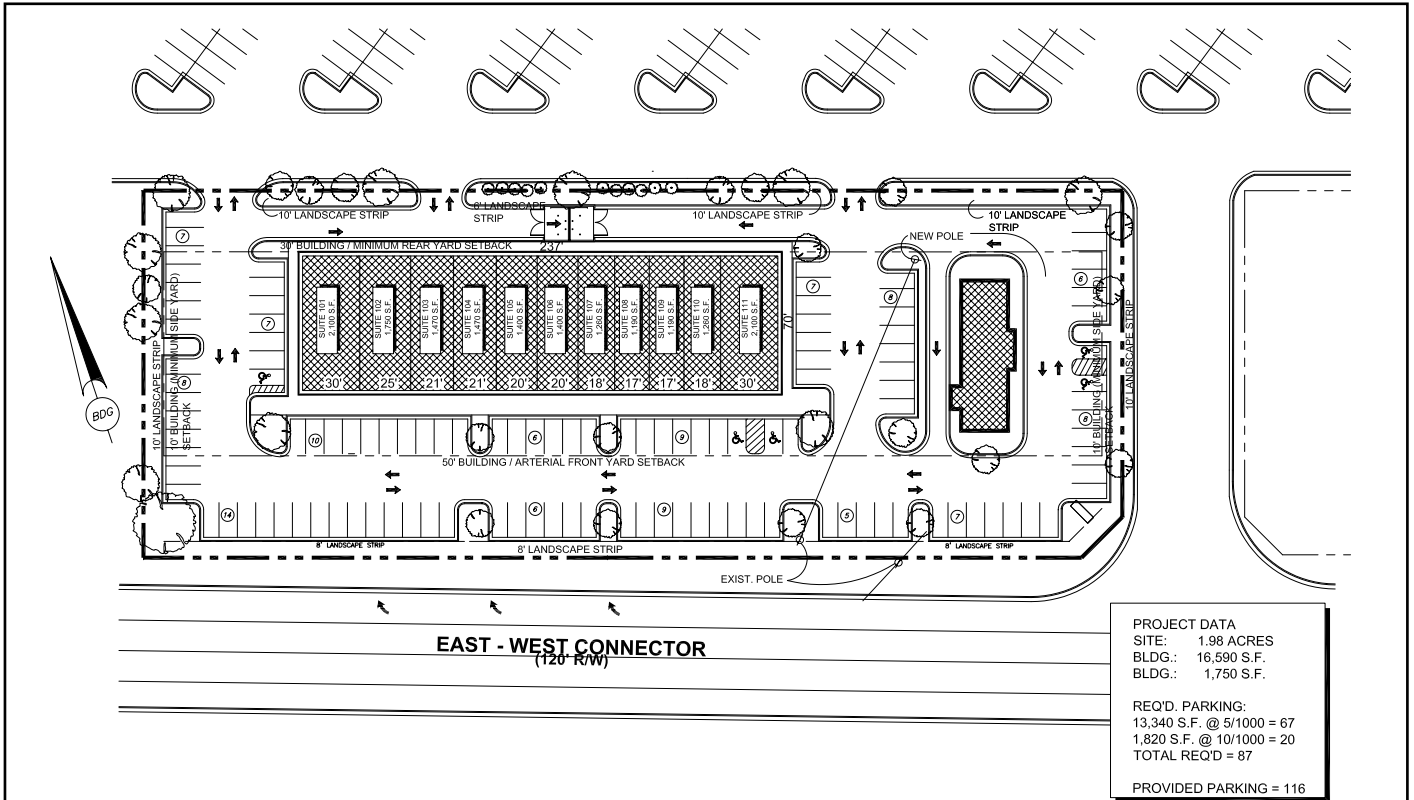 10' LANDSCAPE STRIP
6' LANDSCAPE
STRIP
10' LANDSCAPE STRIP
10' LANDSCAPE
STRIP
NEW POLE
30' BUILDING / MINIMUM REAR YARD SETBACK
237'
70'
7
7
8
7
8
6
8
SUITE 101
2,100 S.F.
SUITE 102
1,750 S.F.
SUITE 103
1,470 S.F.
SUITE 104
1,470 S.F.
SUITE 105
1,400 S.F.
SUITE 106
1,400 S.F.
SUITE 107
1,260 S.F.
SUITE 108
1,190 S.F.
SUITE 109
1,190 S.F.
SUITE 110
1,260 S.F.
SUITE 111
2,100 S.F.
30'
25'
21'
21'
20'
20'
18'
17'
17'
18'
30'
10' LANDSCAPE STRIP
10' BUILDING (MINIMUM SIDE YARD)
SETBACK
10' BUILDING (MINIMUM SIDE YARD)
SETBACK
10' LANDSCAPE STRIP
BDG
10
6
9
50' BUILDING / ARTERIAL FRONT YARD SETBACK
14
6
9
5
7
8' LANDSCAPE STRIP
8' LANDSCAPE STRIP
8' LANDSCAPE STRIP
EXIST. POLE
EAST - WEST CONNECTOR
(120' R/W)
PROJECT DATA
SITE: 1.98 ACRES
BLDG.: 16,590 S.F.
BLDG.: 1,750 S.F.
REQ'D. PARKING:
13,340 S.F. @ 5/1000 = 67
1,820 S.F. @ 10/1000 = 20
TOTAL REQ'D = 87
PROVIDED PARKING = 116